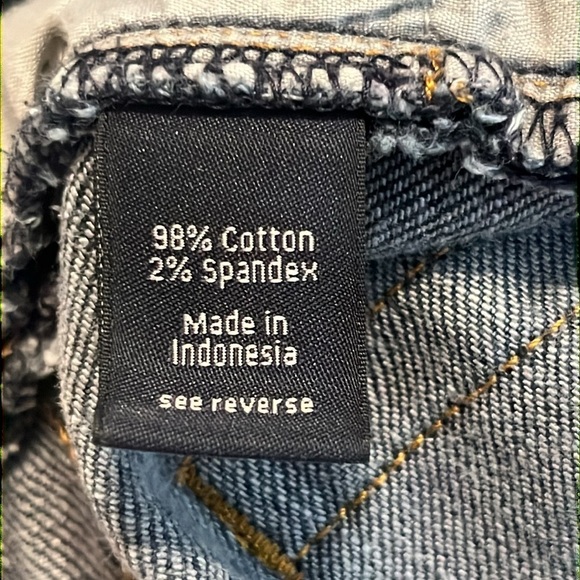 98% Cotton
2% Spandex
Made in
Indonesia
see reverse